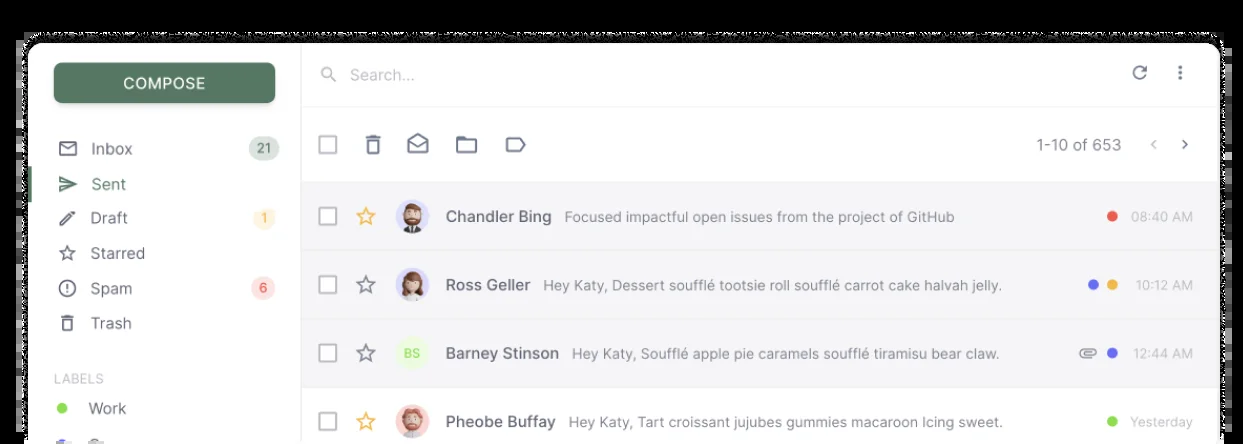 COMPOSE
Search...
Inbox 21
Sent
Draft 1
Starred
Spam 6
Trash
LABELS
Work
1-10 of 653
Chandler Bing Focused impactful open issues from the project of GitHub 08:40 AM
Ross Geller Hey Katy, Dessert soufflé tootsie roll soufflé carrot cake halvah jelly. 10:12 AM
BS Barney Stinson Hey Katy, Soufflé apple pie caramels soufflé tiramisu bear claw. 12:44 AM
Pheobe Buffay Hey Katy, Tart croissant jujubes gummies macaroon Icing sweet. Yesterday